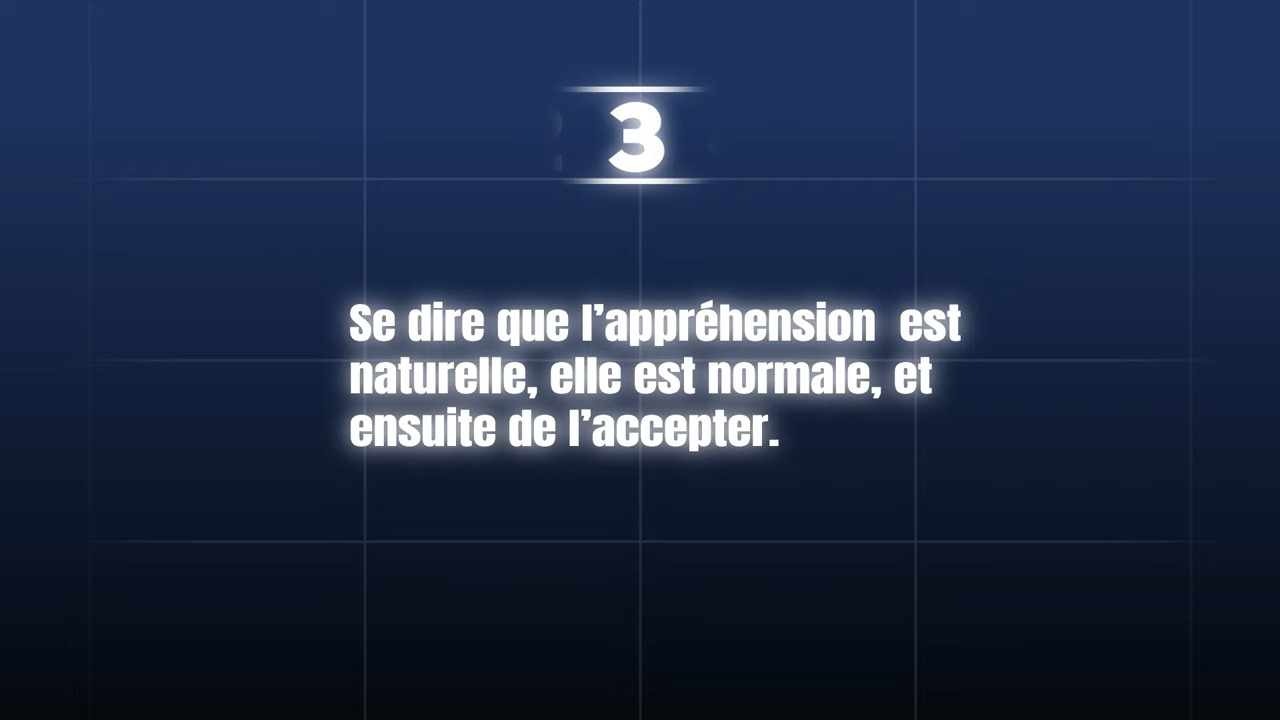 3
Se dire que l’appréhension  est
naturelle, elle est normale, et
ensuite de l’accepter.